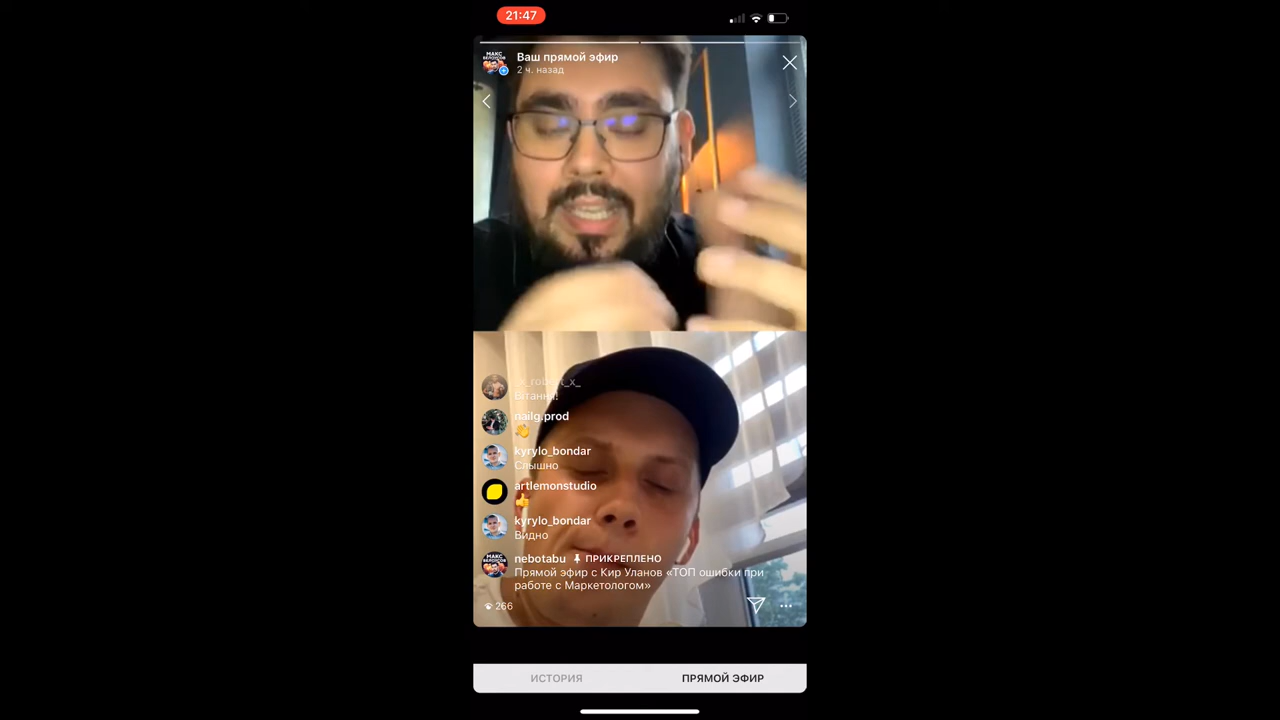 21:47
Ваш прямой эфир
2 ч. назад
Вітання!
nailg.prod
kyrylo_bondar
Слышно
artlemonstudio
kyrylo_bondar
Видно
nebotabu ПРИКРЕПЛЕНО
Прямой эфир с Кир Уланов «ТОП ошибки при
работе с Маркетологом»
266
ИСТОРИЯ
ПРЯМОЙ ЭФИР